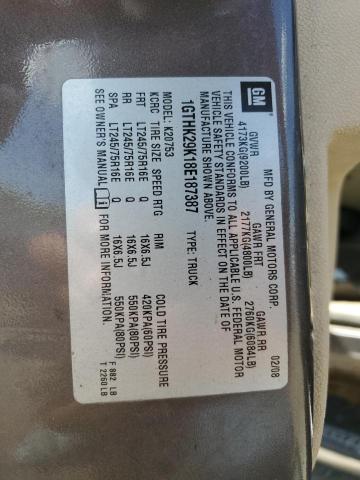 GM
MFD BY GENERAL MOTORS CORP. 02/08
GVWR GAWR FRT GAWR RR
4173KG(9200LB) 2177KG(4800LB) 2760KG(6084LB)
THIS VEHICLE CONFORMS TO ALL APPLICABLE U.S. FEDERAL MOTOR
VEHICLE SAFETY STANDARDS IN EFFECT ON THE DATE OF
MANUFACTURE SHOWN ABOVE.
1GTHK29K18E187387 TYPE: TRUCK
MODEL: K20753
KCRC TIRE SIZE SPEED RTG RIM COLD TIRE PRESSURE
FRT LT245/75R16E Q 16X6.5J 420KPA(60PSI)
RR LT245/75R16E Q 16X6.5J 550KPA(80PSI)
SPA LT245/75R16E Q 16X6.5J 550KPA(80PSI)
SEE OWNER'S MANUAL FOR MORE INFORMATION.
F 882 LB
T 2260 LB